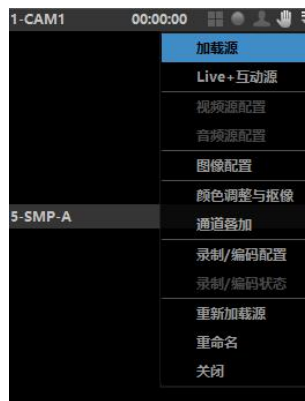 1-CAM1 00:00:00
加载源
Live+互动源
视频源配置
音频源配置
图像配置
颜色调整与抠像
5-SMP-A
通道叠加
录制/编码配置
录制/编码状态
重新加载源
重命名
关闭